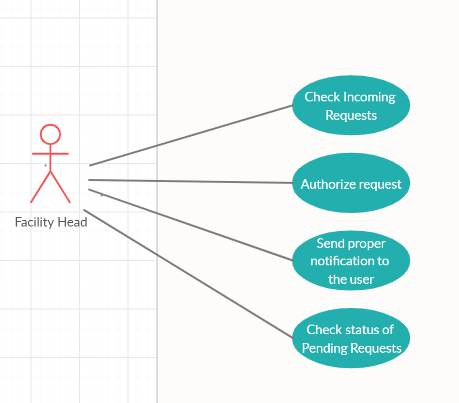 Check Incoming
Requests
Authorize request
Facility Head
Send proper
notification to
the user
Check status of
Pending Requests